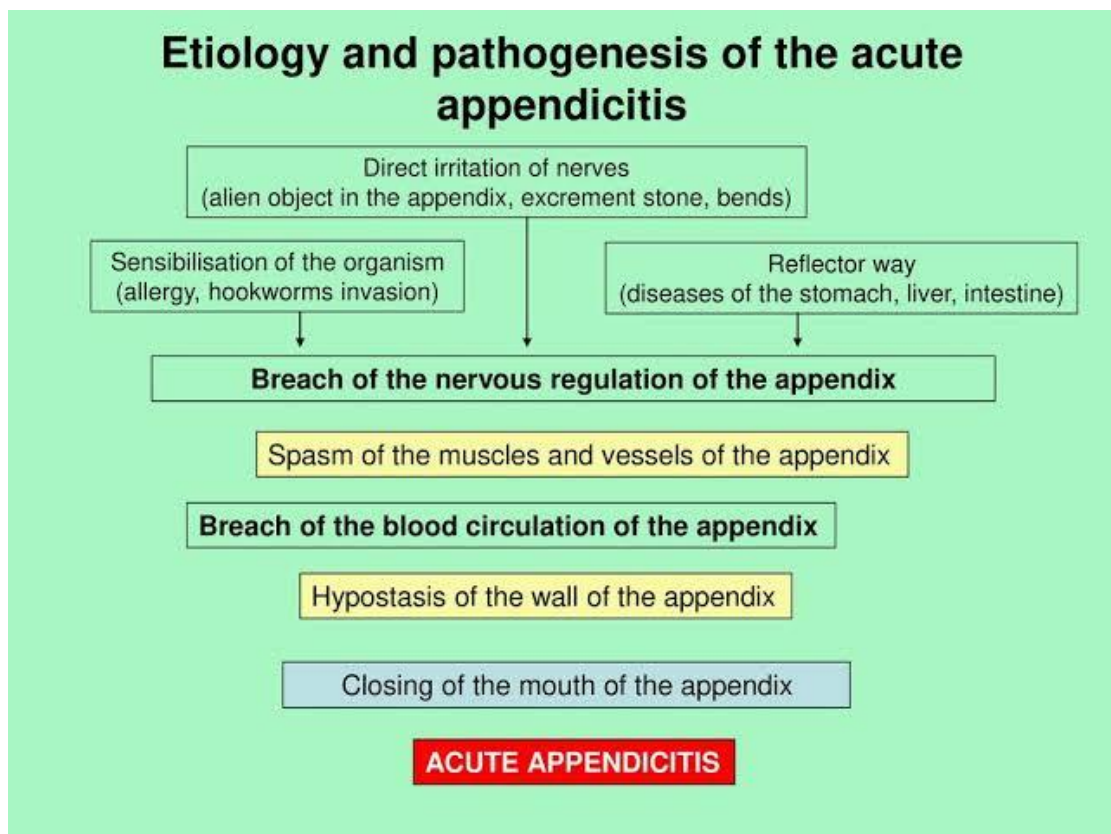 Etiology and pathogenesis of the acute
appendicitis
Direct irritation of nerves
(alien object in the appendix, excrement stone, bends)
Sensibilisation of the organism
(allergy, hookworms invasion)
Reflector way
(diseases of the stomach, liver, intestine)
Breach of the nervous regulation of the appendix
Spasm of the muscles and vessels of the appendix
Breach of the blood circulation of the appendix
Hypostasis of the wall of the appendix
Closing of the mouth of the appendix
ACUTE APPENDICITIS